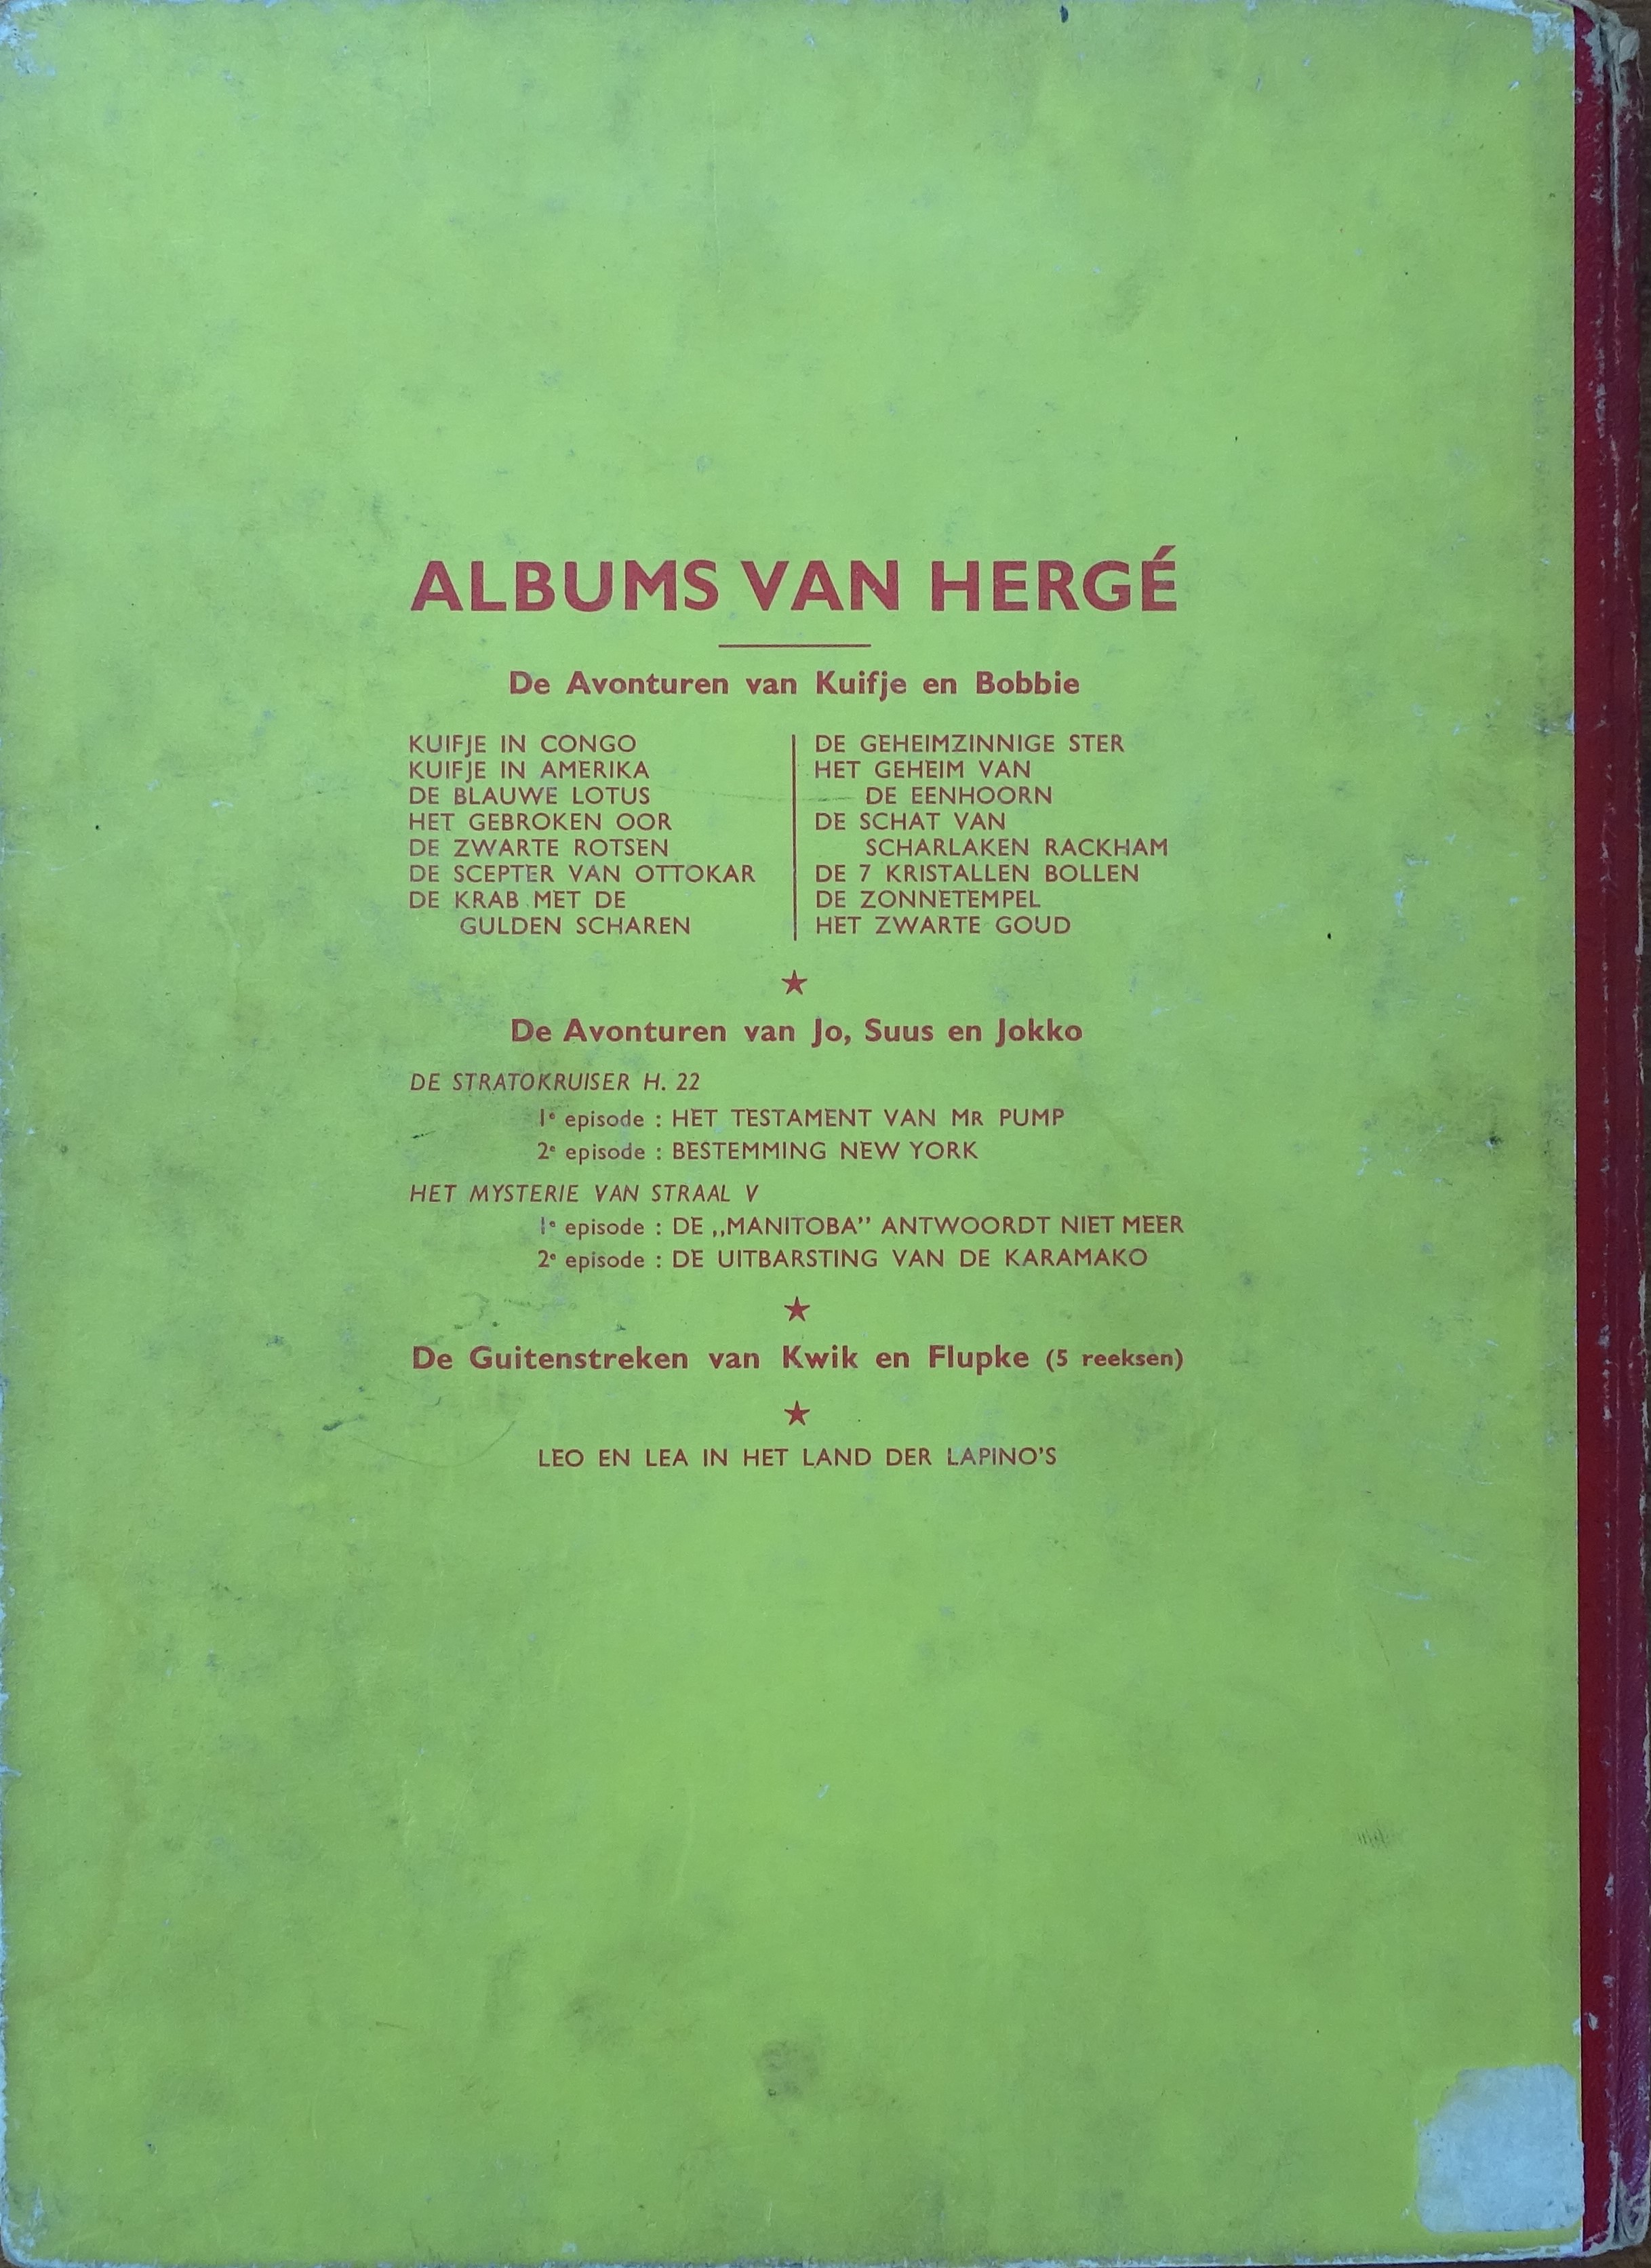 ALBUMS VAN HERGÉ
De Avonturen van Kuifje en Bobbie
KUIFJE IN CONGO
KUIFJE IN AMERIKA
DE BLAUWE LOTUS
HET GEBROKEN OOR
DE ZWARTE ROTSEN
DE SCEPTER VAN OTTOKAR
DE KRAB MET DE
GULDEN SCHAREN
DE GEHEIMZINNIGE STER
HET GEHEIM VAN
DE EENHOORN
DE SCHAT VAN
SCHARLAKEN RACKHAM
DE 7 KRISTALLEN BOLLEN
DE ZONNETEMPEL
HET ZWARTE GOUD
★
De Avonturen van Jo, Suus en Jokko
DE STRATOKRUISER H. 22
1e episode : HET TESTAMENT VAN MR PUMP
2e episode : BESTEMMING NEW YORK
HET MYSTERIE VAN STRAAL V
1e episode : DE „MANITOBA” ANTWOORDT NIET MEER
2e episode : DE UITBARSTING VAN DE KARAMAKO
★
De Guitenstreken van Kwik en Flupke (5 reeksen)
★
LEO EN LEA IN HET LAND DER LAPINO'S